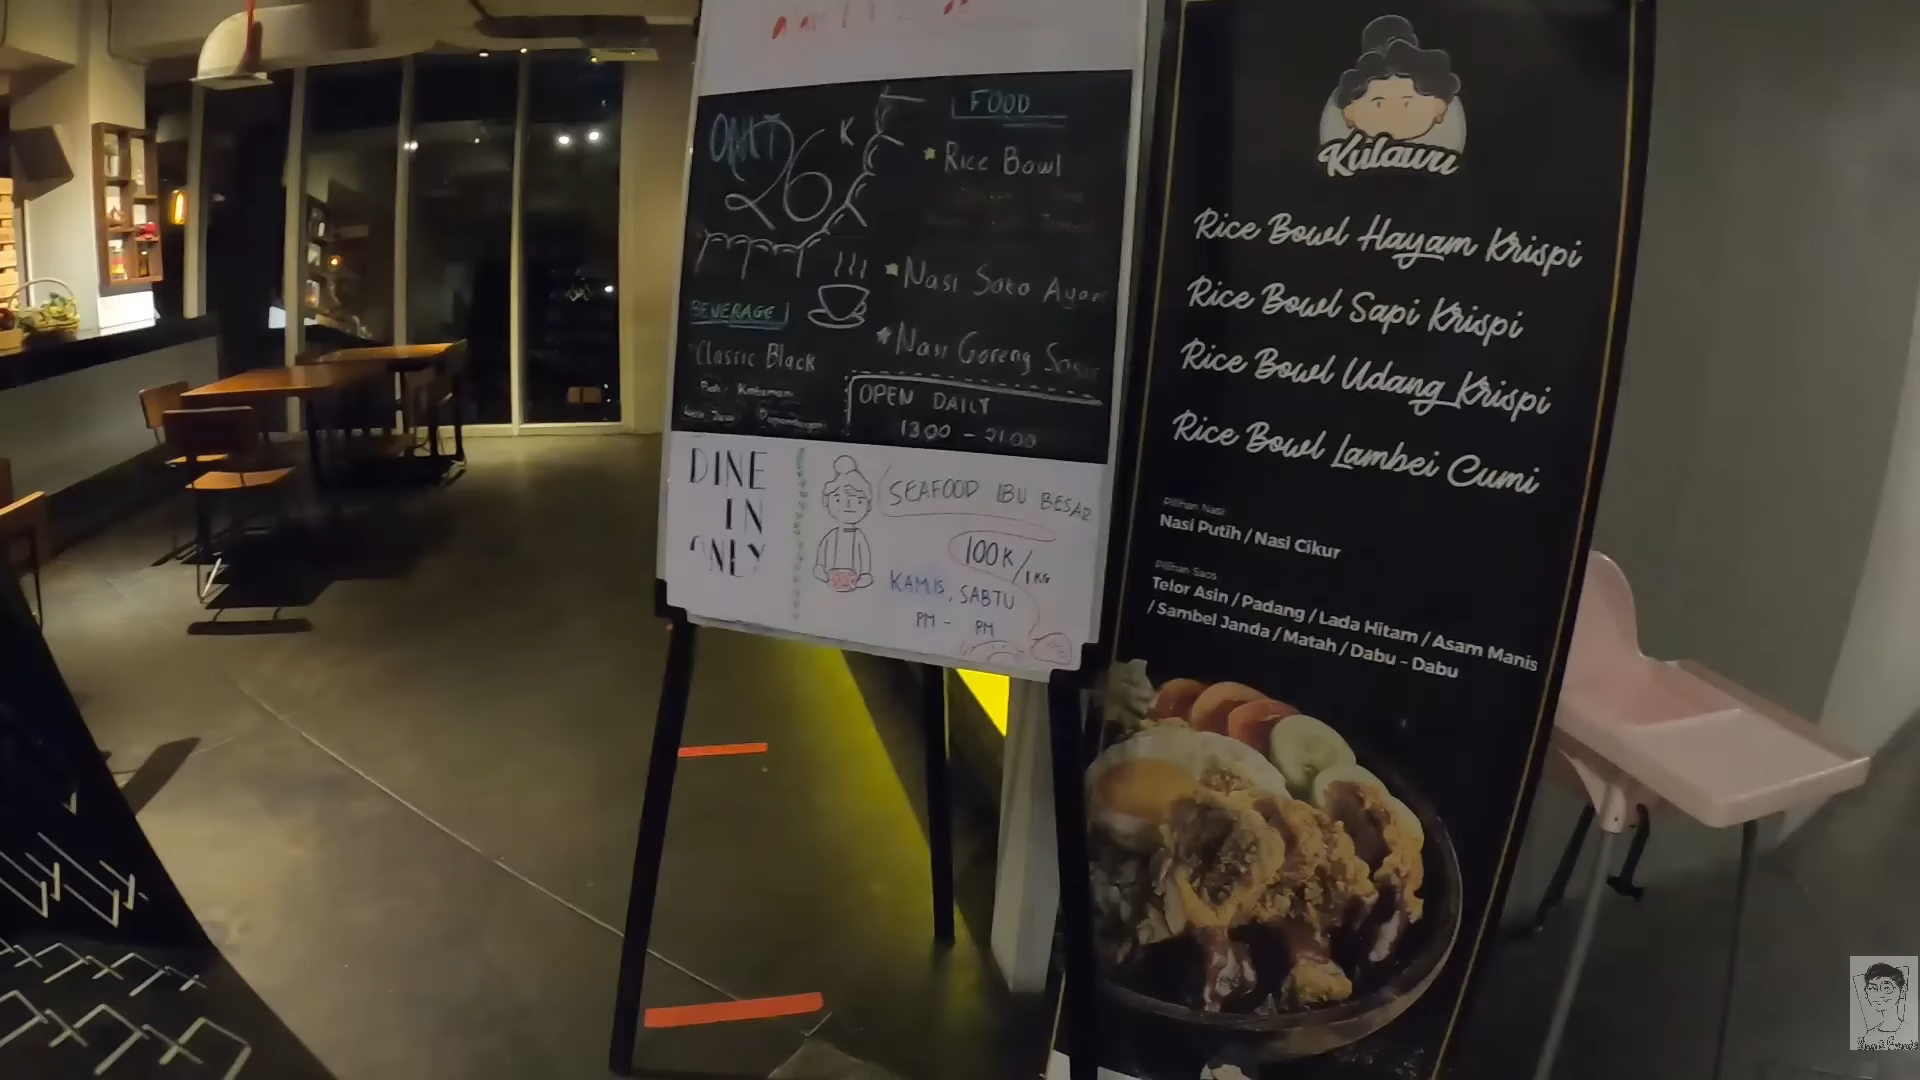 ONLY 26 K
FOOD
Rice Bowl
Nasi Soto Ayam
Nasi Goreng
BEVERAGE
Classic Black
OPEN DAILY
13.00 - 21.00
DINE
IN
ONLY
SEAFOOD IBU BESAR
100K/1KG
KAMIS, SABTU
PM - PM
Kulawu
Rice Bowl Hayam Krispi
Rice Bowl Sapi Krispi
Rice Bowl Udang Krispi
Rice Bowl Lambei Cumi
Pilihan Nasi
Nasi Putih / Nasi Cikur
Pilihan Saos
Telor Asin / Padang / Lada Hitam / Asam Manis
/ Sambel Janda / Matah / Dabu - Dabu